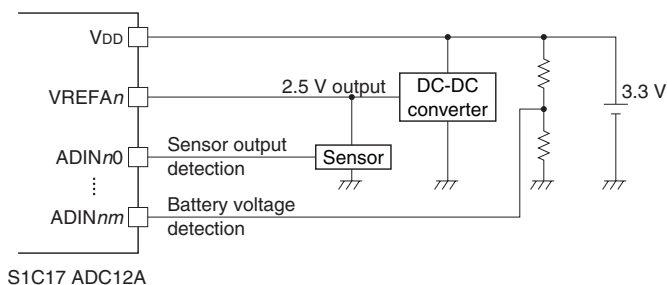 VDD
VREFAn
2.5 V output
DC-DC
converter
3.3 V
ADINn0
Sensor output
detection
Sensor
ADINnm
Battery voltage
detection
S1C17 ADC12A